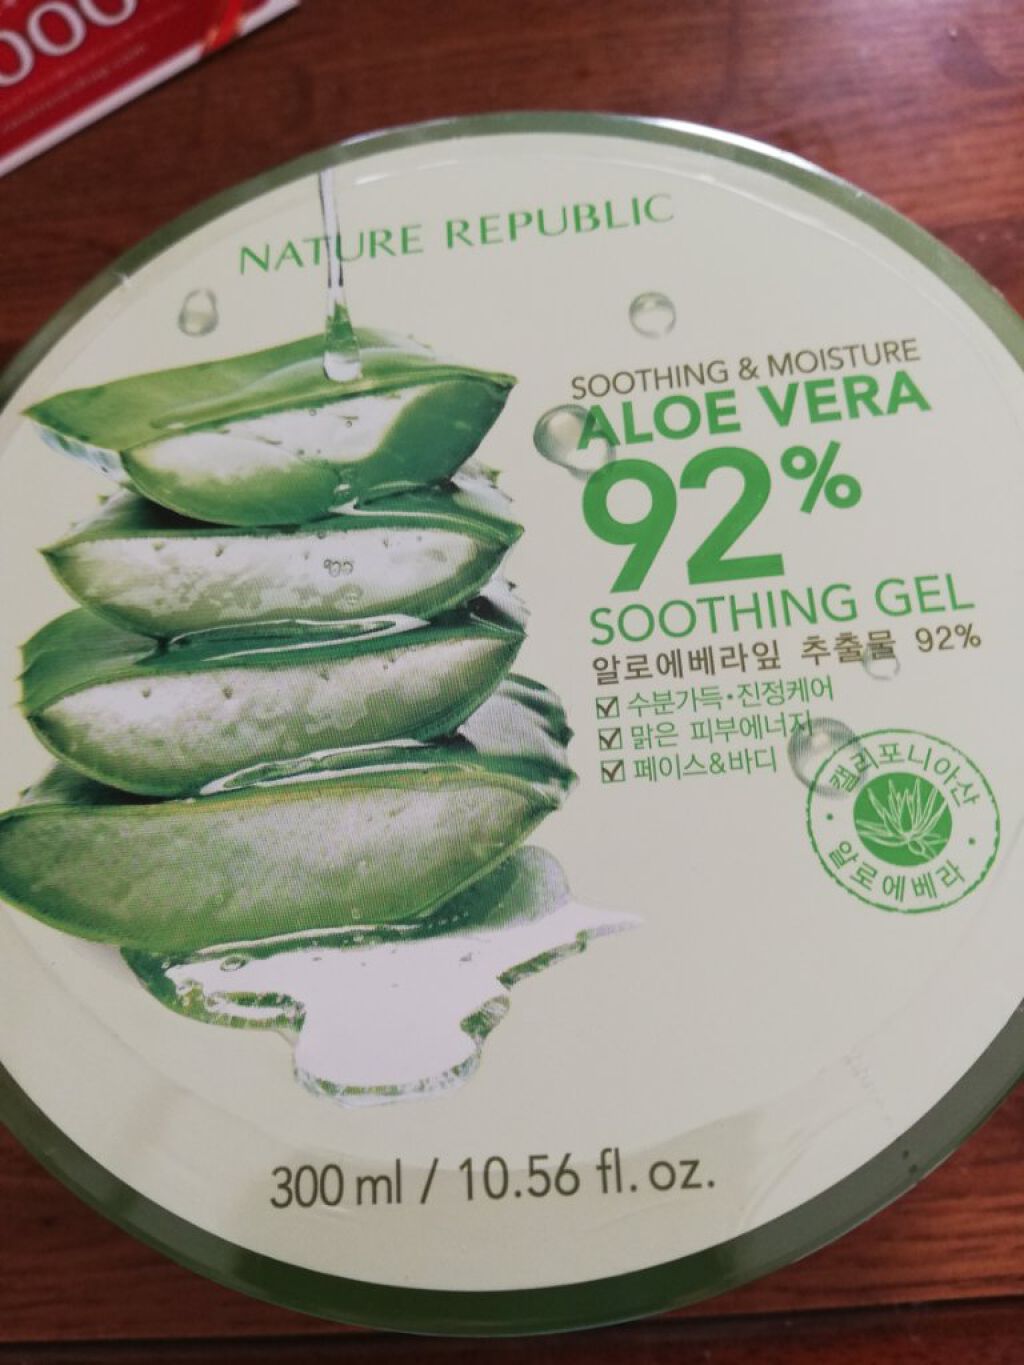 000
NATURE REPUBLIC
SOOTHING & MOISTURE
ALOE VERA
92%
SOOTHING GEL
알로에베라잎 추출물 92%
수분가득·진정케어
맑은 피부에너지
페이스&바디
캘리포니아산
알로에베라
300 ml / 10.56 fl. oz.